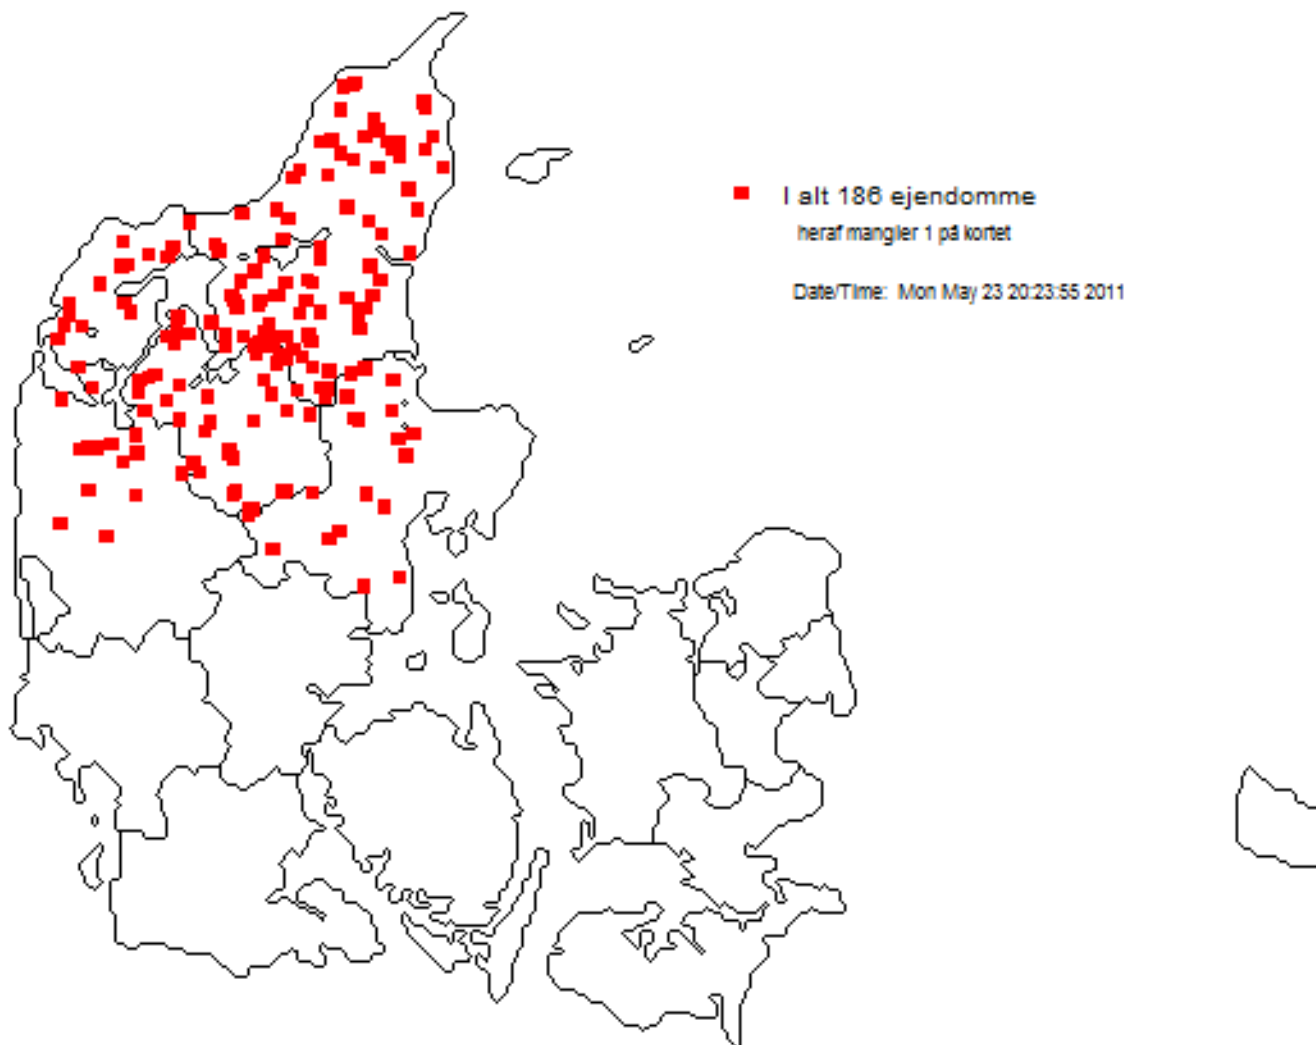 I alt 186 ejendomme
heraf mangler 1 på kortet
Date/Time: Mon May 23 20:23:55 2011